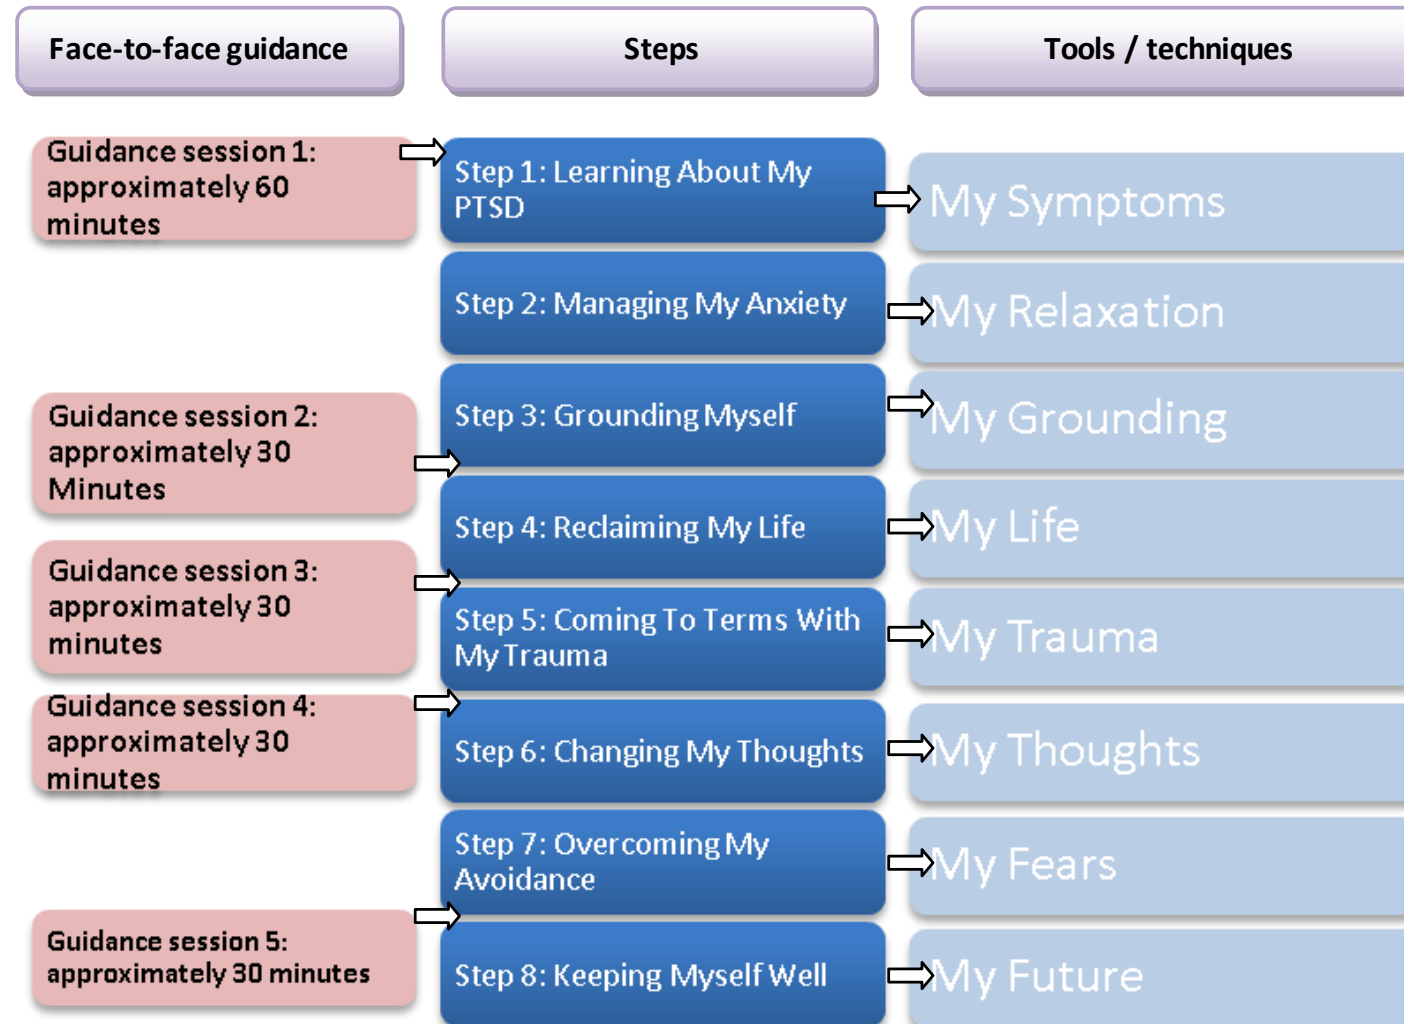 Face-to-face guidance
Steps
Tools / techniques
Guidance session 1:
approximately 60
minutes
Step 1: Learning About My
PTSD
My Symptoms
Step 2: Managing My Anxiety
My Relaxation
Guidance session 2:
approximately 30
Minutes
Step 3: Grounding Myself
My Grounding
Step 4: Reclaiming My Life
My Life
Guidance session 3:
approximately 30
minutes
Step 5: Coming To Terms With
My Trauma
My Trauma
Guidance session 4:
approximately 30
minutes
Step 6: Changing My Thoughts
My Thoughts
Step 7: Overcoming My
Avoidance
My Fears
Guidance session 5:
approximately 30 minutes
Step 8: Keeping Myself Well
My Future